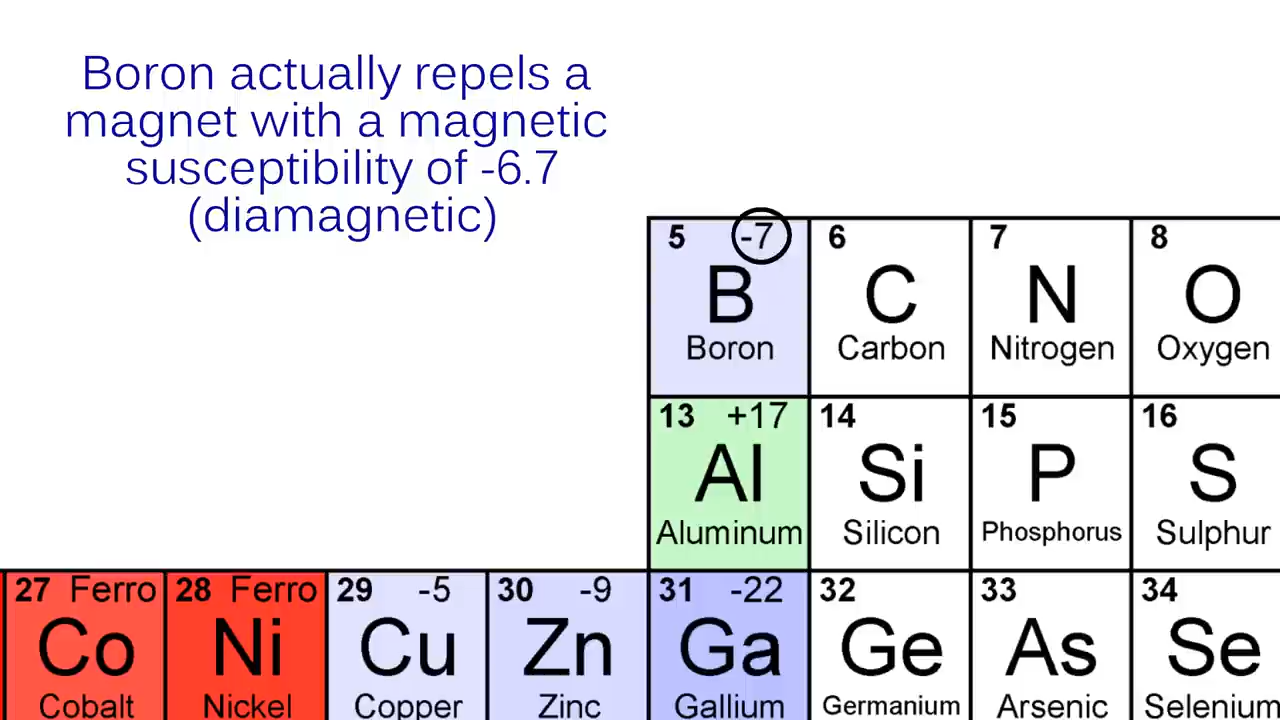 Boron actually repels a
magnet with a magnetic
susceptibility of -6.7
(diamagnetic)
5 -7 6 7 8
B C N O
Boron Carbon Nitrogen Oxygen
13 +17 14 15 16
Al Si P S
Aluminum Silicon Phosphorus Sulphur
27 Ferro 28 Ferro 29 -5 30 -9 31 -22 32 33 34
Co Ni Cu Zn Ga Ge As Se
Cobalt Nickel Copper Zinc Gallium Germanium Arsenic Selenium